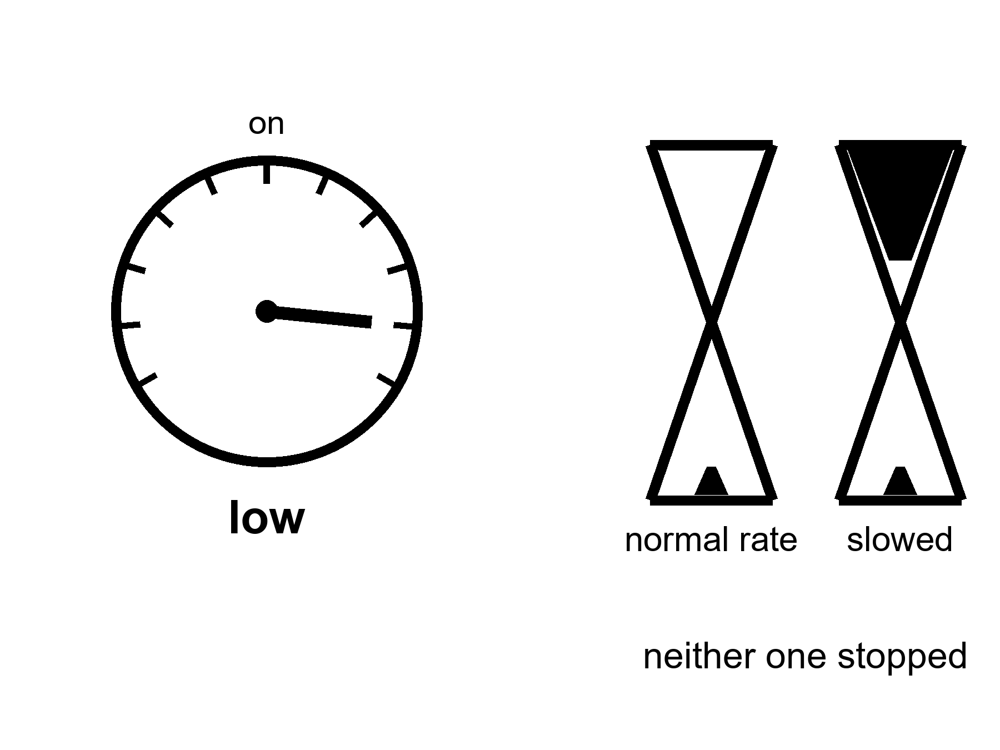 on
low
normal rate
slowed
neither one stopped